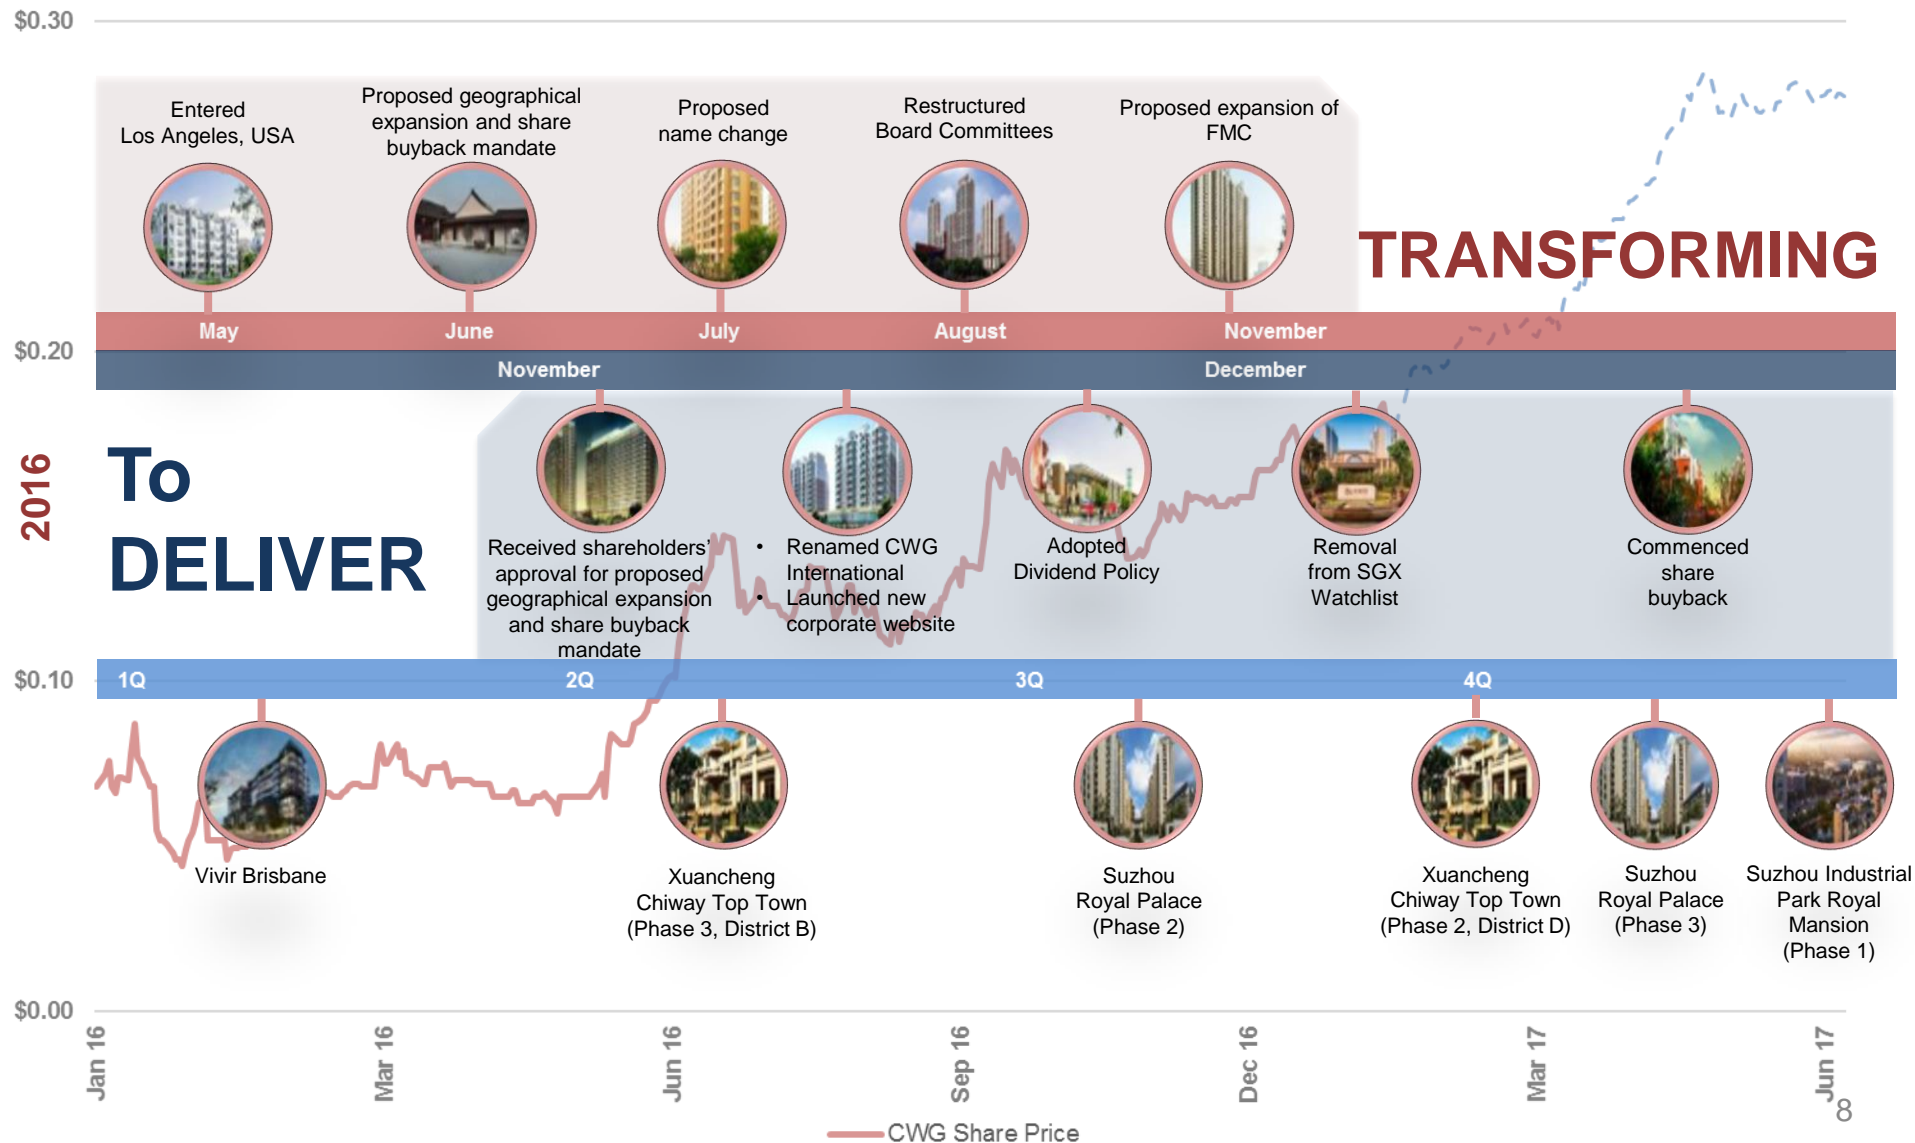 $0.30
Entered
Los Angeles, USA
Proposed geographical
expansion and share
buyback mandate
Proposed
name change
Restructured
Board Committees
Proposed expansion of
FMC
TRANSFORMING
May
June
July
August
November
$0.20
November
December
2016
To
DELIVER
Received shareholders'
approval for proposed
geographical expansion
and share buyback
mandate
• Renamed CWG
International
• Launched new
corporate website
Adopted
Dividend Policy
Removal
from SGX
Watchlist
Commenced
share
buyback
$0.10
1Q
2Q
3Q
4Q
Vivir Brisbane
Xuancheng
Chiway Top Town
(Phase 3, District B)
Suzhou
Royal Palace
(Phase 2)
Xuancheng
Chiway Top Town
(Phase 2, District D)
Suzhou
Royal Palace
(Phase 3)
Suzhou Industrial
Park Royal
Mansion
(Phase 1)
$0.00
Jan 16
Mar 16
Jun 16
Sep 16
Dec 16
Mar 17
Jun 17
CWG Share Price
8